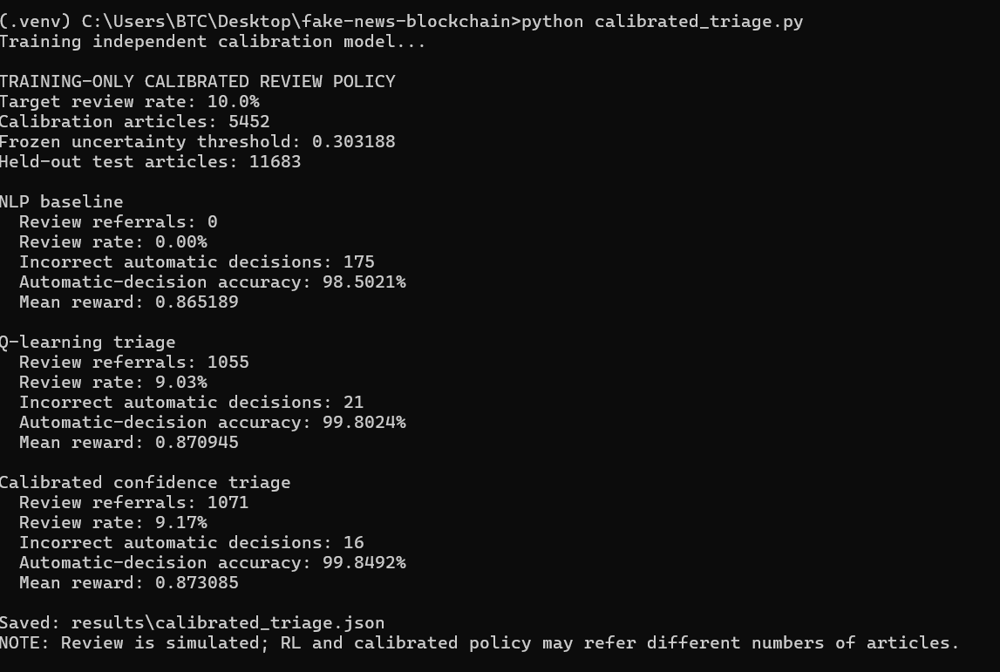 (.venv) C:\Users\BTC\Desktop\fake-news-blockchain>python calibrated_triage.py
Training independent calibration model...
TRAINING-ONLY CALIBRATED REVIEW POLICY
Target review rate: 10.0%
Calibration articles: 5452
Frozen uncertainty threshold: 0.303188
Held-out test articles: 11683
NLP baseline
Review referrals: 0
Review rate: 0.00%
Incorrect automatic decisions: 175
Automatic-decision accuracy: 98.5021%
Mean reward: 0.865189
Q-learning triage
Review referrals: 1055
Review rate: 9.03%
Incorrect automatic decisions: 21
Automatic-decision accuracy: 99.8024%
Mean reward: 0.870945
Calibrated confidence triage
Review referrals: 1071
Review rate: 9.17%
Incorrect automatic decisions: 16
Automatic-decision accuracy: 99.8492%
Mean reward: 0.873085
Saved: results\calibrated_triage.json
NOTE: Review is simulated; RL and calibrated policy may refer different numbers of articles.